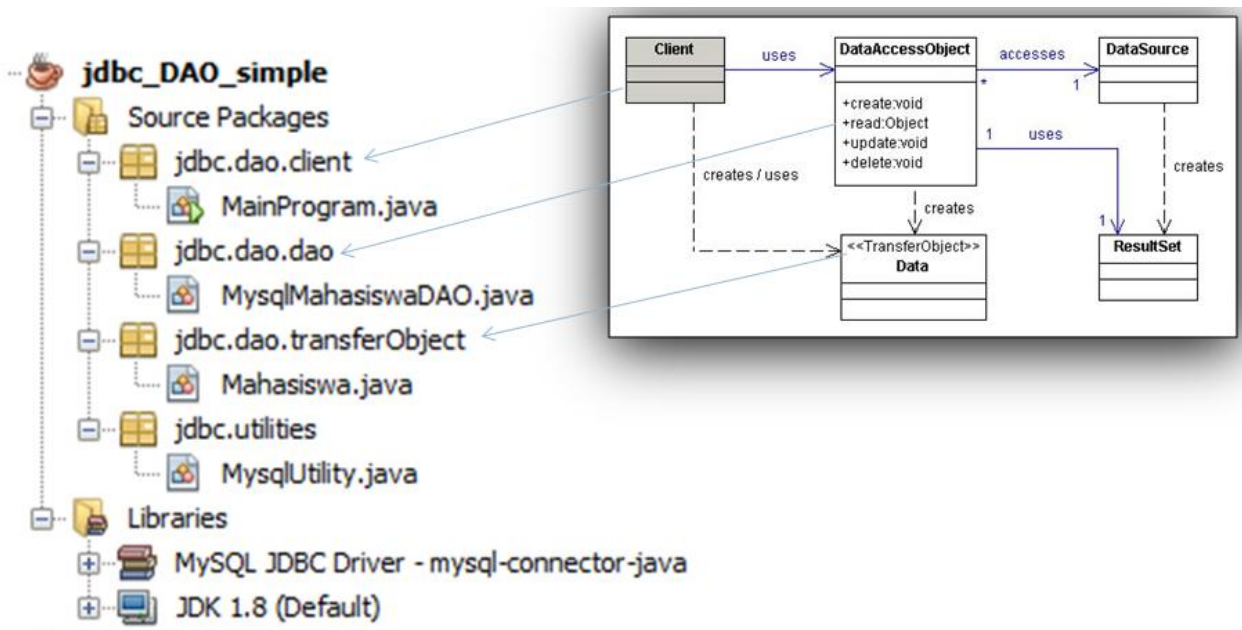 jdbc_DAO_simple
Source Packages
jdbc.dao.client
MainProgram.java
jdbc.dao.dao
MysqlMahasiswaDAO.java
jdbc.dao.transferObject
Mahasiswa.java
jdbc.utilities
MysqlUtility.java
Libraries
MySQL JDBC Driver - mysql-connector-java
JDK 1.8 (Default)
Client
uses
DataAccessObject
accesses
DataSource
*
1
+create:void
+read:Object
+update:void
+delete:void
1
uses
creates / uses
creates
creates
1
<<TransferObject>>
Data
ResultSet